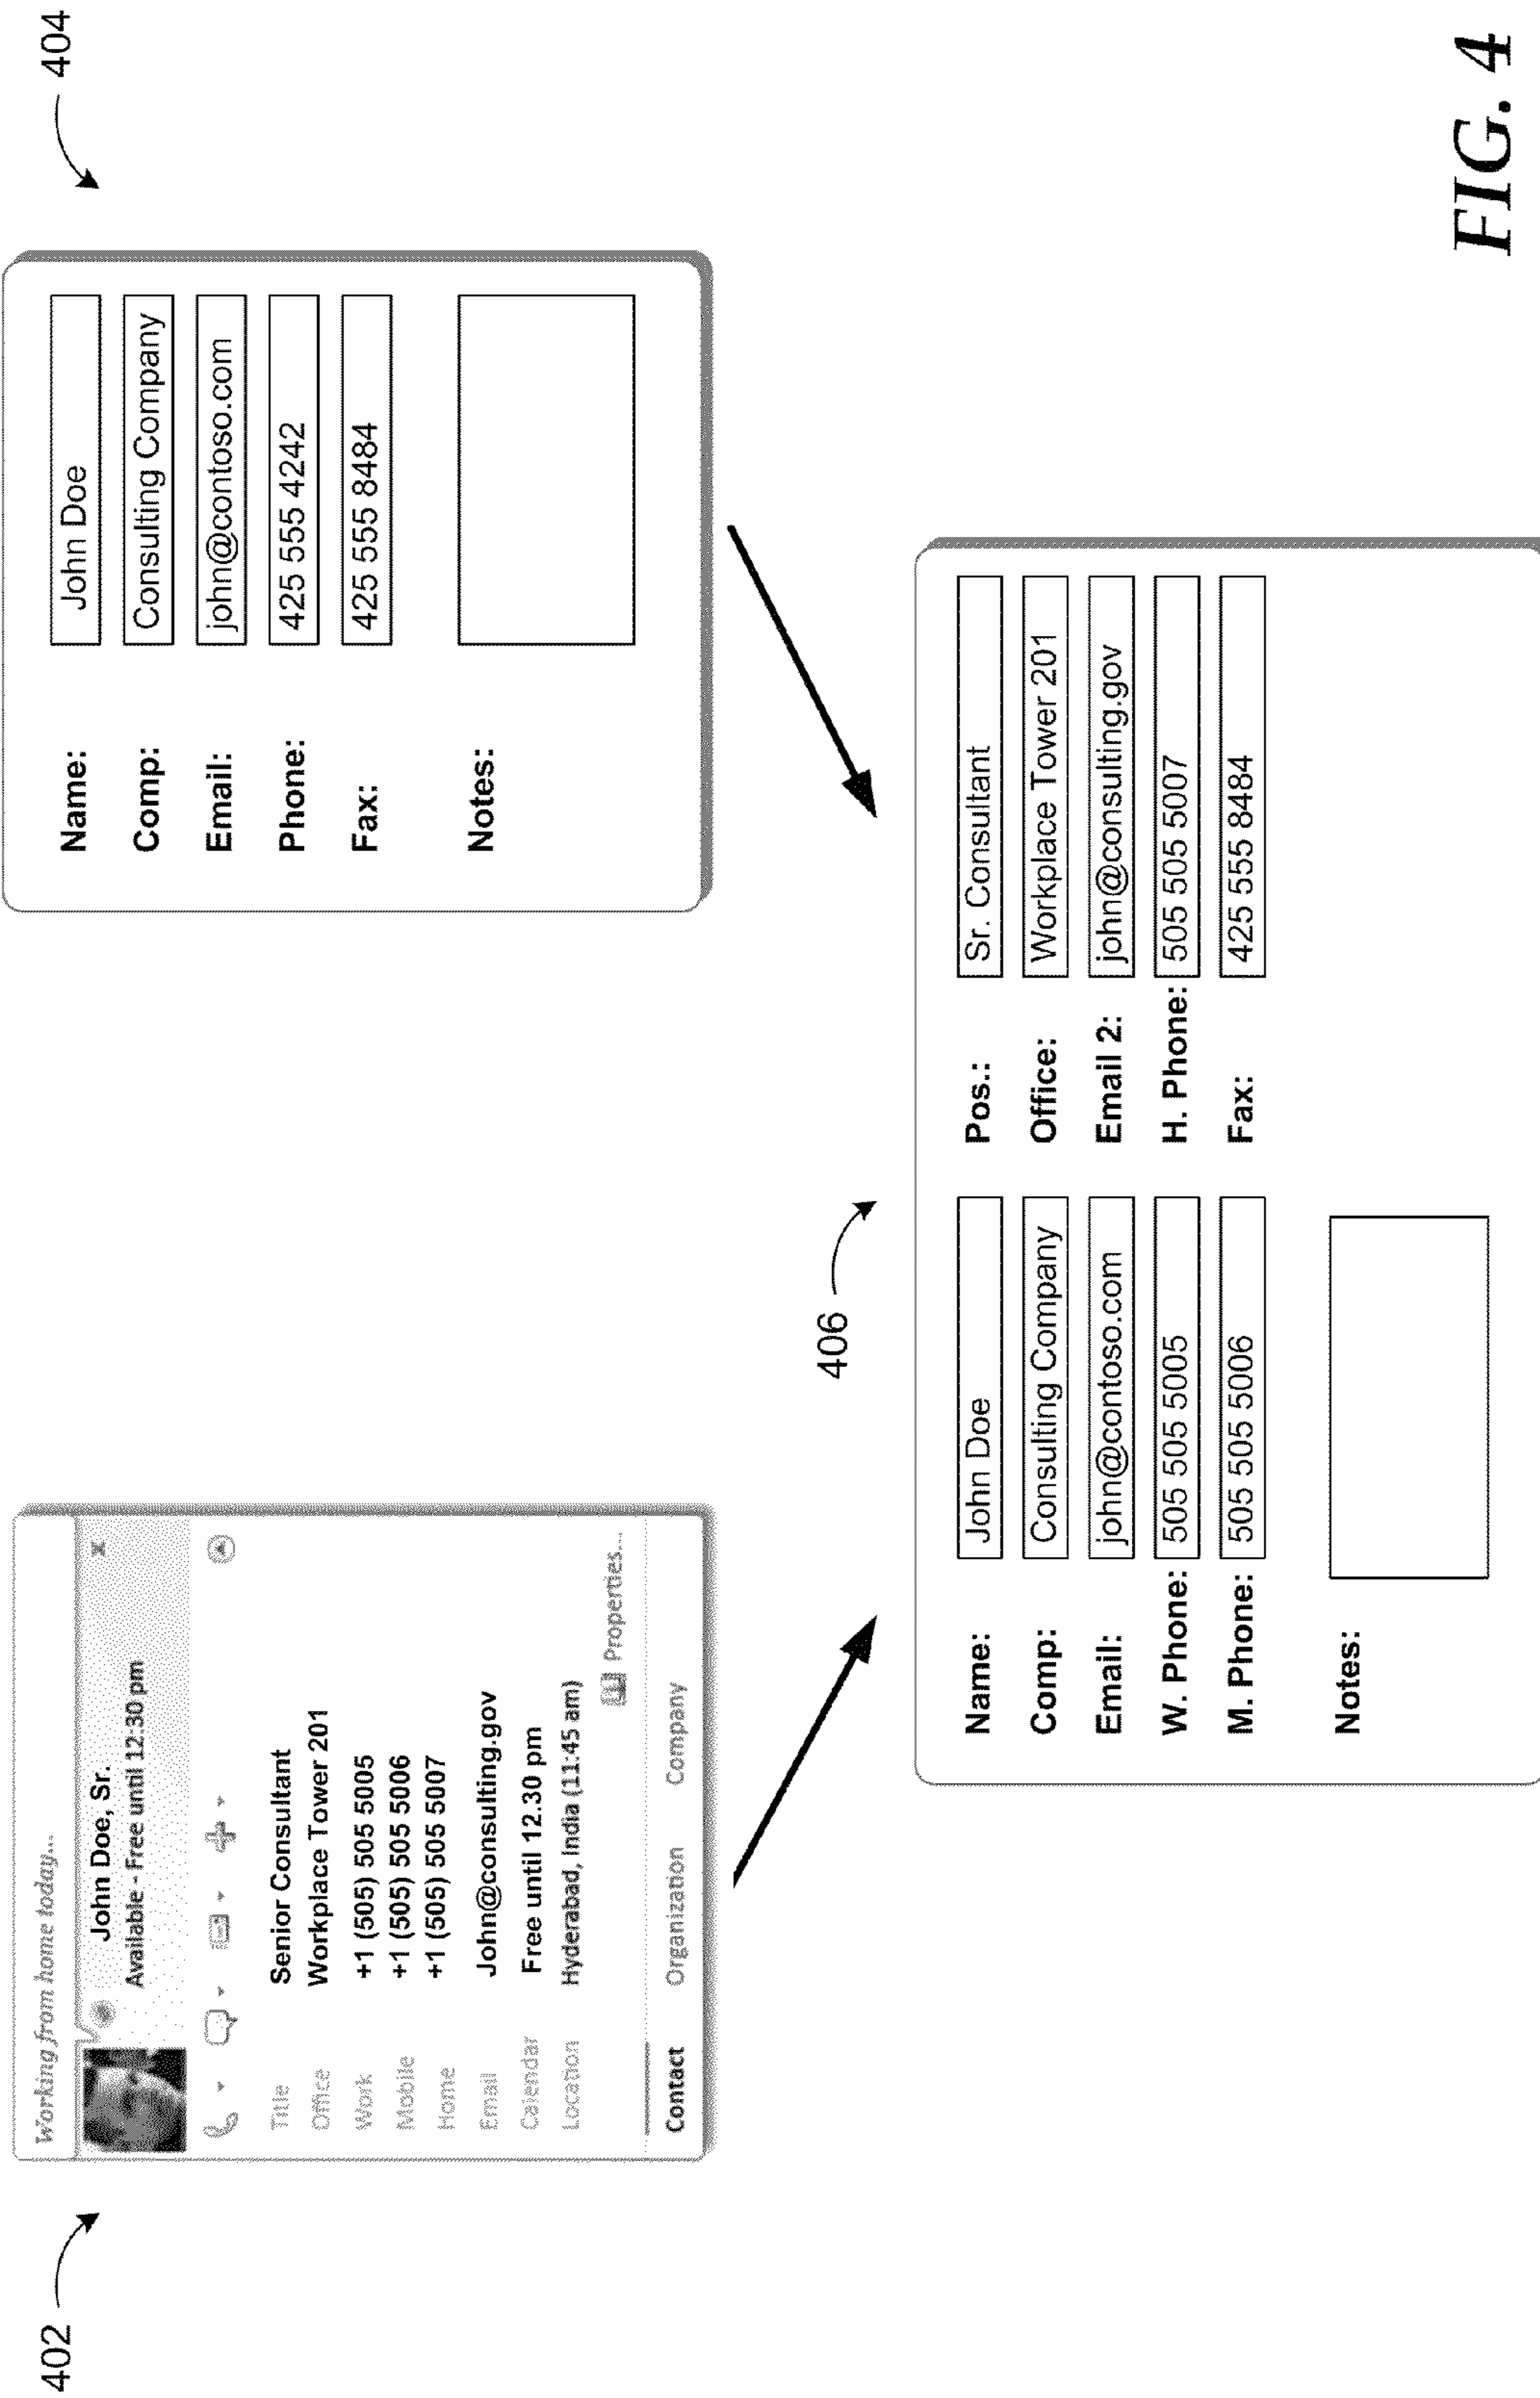 402
Working from home today...
John Doe, Sr.
x
Available - Free until 12:30 pm
Title Senior Consultant
Office Workplace Tower 201
Work +1 (505) 505 5005
Mobile +1 (505) 505 5006
Home +1 (505) 505 5007
Email John@consulting.gov
Calendar Free until 12.30 pm
Location Hyderabad, India (11:45 am)
Properties...
Contact Organization Company
404
Name: John Doe
Comp: Consulting Company
Email: john@contoso.com
Phone: 425 555 4242
Fax: 425 555 8484
Notes:
406
Name: John Doe Pos.: Sr. Consultant
Comp: Consulting Company Office: Workplace Tower 201
Email: john@contoso.com Email 2: john@consulting.gov
W. Phone: 505 505 5005 H. Phone: 505 505 5007
M. Phone: 505 505 5006 Fax: 425 555 8484
Notes:
FIG. 4